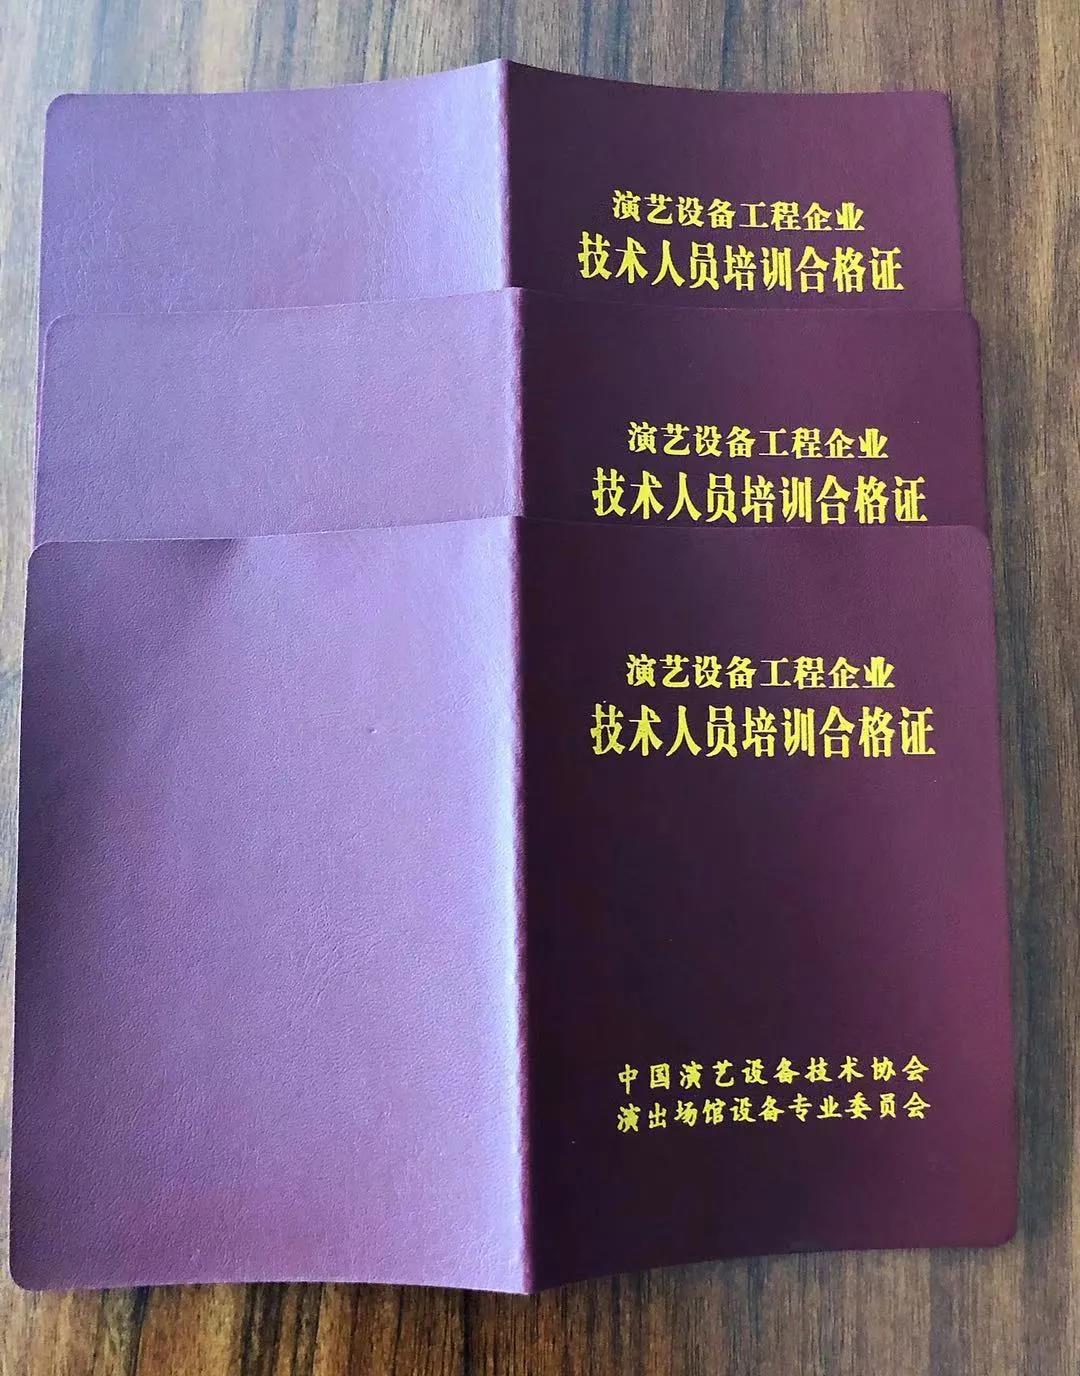 演艺设备工程企业
技术人员培训合格证
演艺设备工程企业
技术人员培训合格证
演艺设备工程企业
技术人员培训合格证
中国演艺设备技术协会
演出场馆设备专业委员会